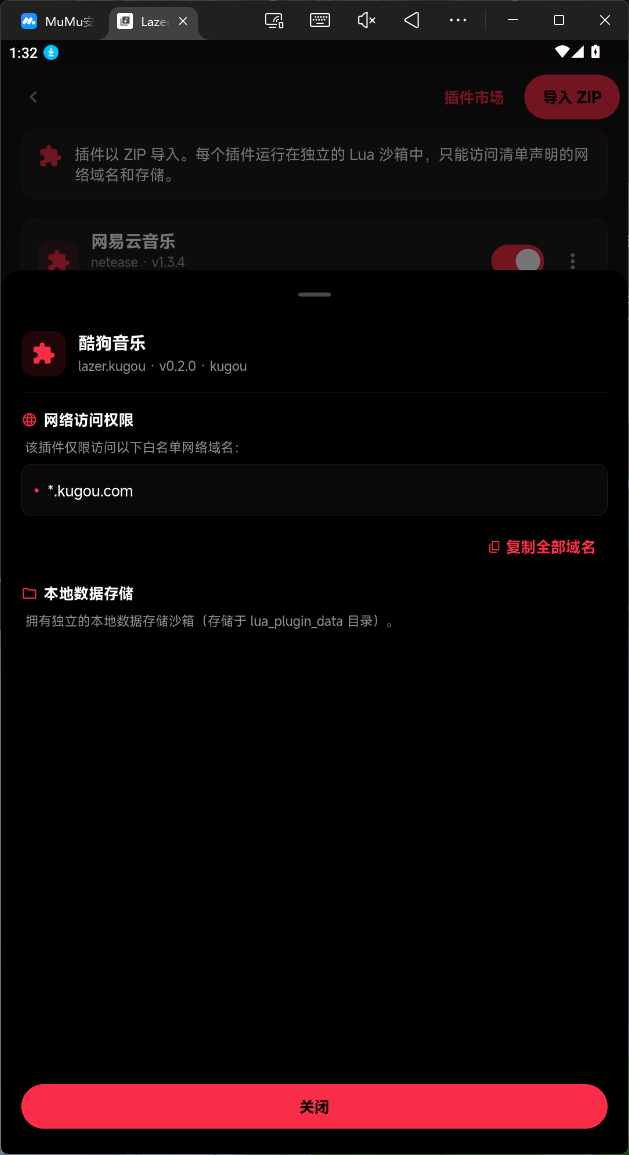 MuMu安
Lazer
1:32
插件市场
导入 ZIP
插件以 ZIP 导入。每个插件运行在独立的 Lua 沙箱中，只能访问清单声明的网
络域名和存储。
网易云音乐
netease · v1.3.4
酷狗音乐
lazer.kugou · v0.2.0 · kugou
网络访问权限
该插件仅限访问以下白名单网络域名：
• *.kugou.com
复制全部域名
本地数据存储
拥有独立的本地数据存储沙箱（存储于 lua_plugin_data 目录）。
关闭